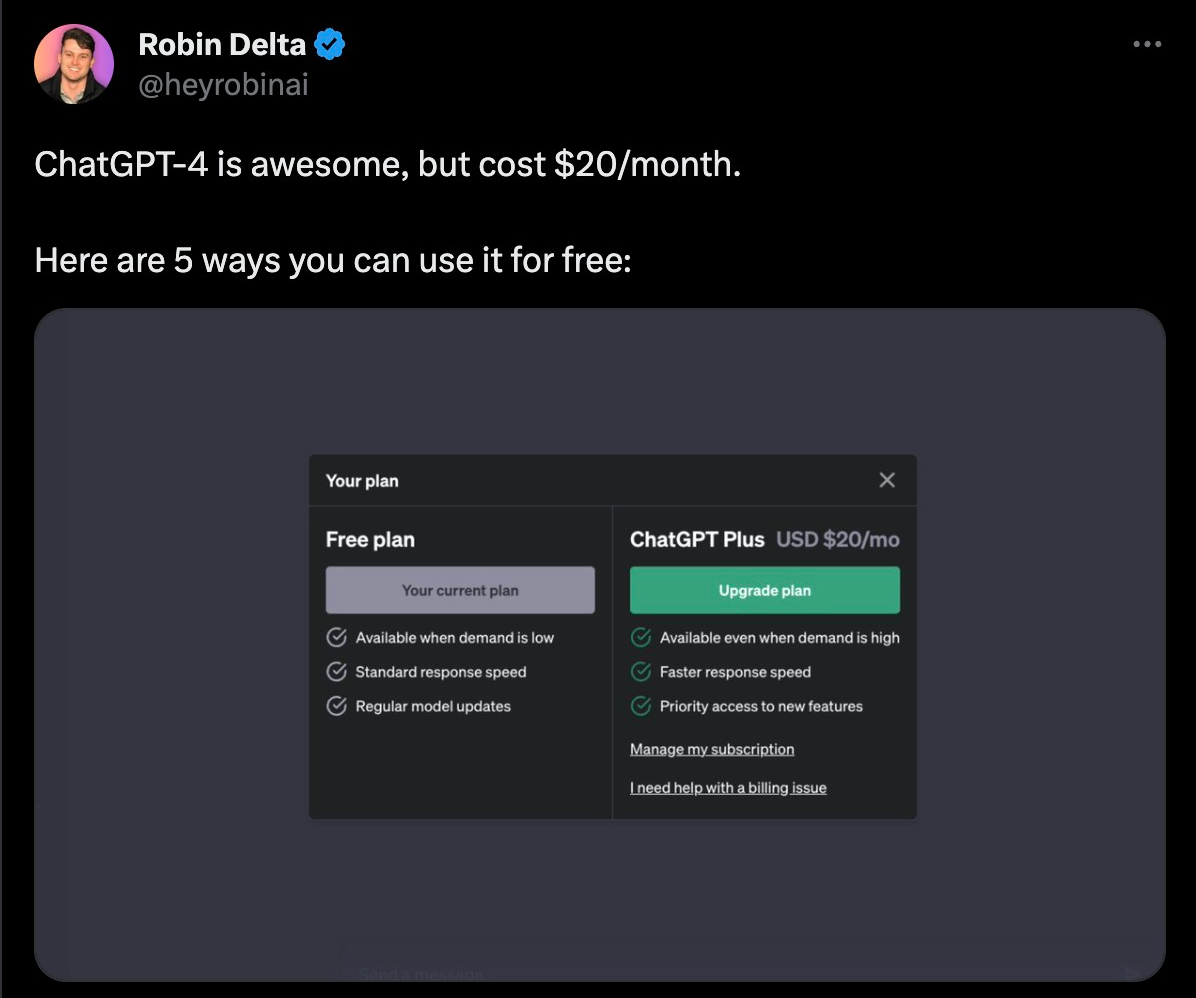 Robin Delta
@heyrobinai
ChatGPT-4 is awesome, but cost $20/month.
Here are 5 ways you can use it for free:
Your plan
Free plan
Your current plan
Available when demand is low
Standard response speed
Regular model updates
ChatGPT Plus USD $20/mo
Upgrade plan
Available even when demand is high
Faster response speed
Priority access to new features
Manage my subscription
I need help with a billing issue
Send a message